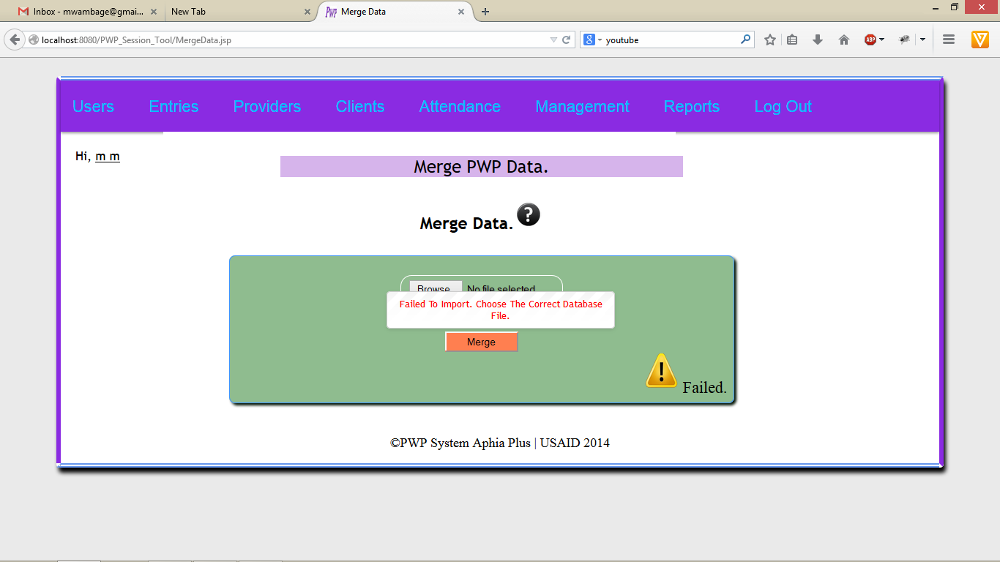 Inbox - mwambage@gmai...
New Tab
PWP Merge Data
localhost:8080/PWP_Session_Tool/MergeData.jsp
8 youtube
ABP
Users Entries Providers Clients Attendance Management Reports Log Out
Hi, m m
Merge PWP Data.
Merge Data. ?
Browse... No file selected.
Failed To Import. Choose The Correct Database
File.
Merge
! Failed.
©PWP System Aphia Plus | USAID 2014